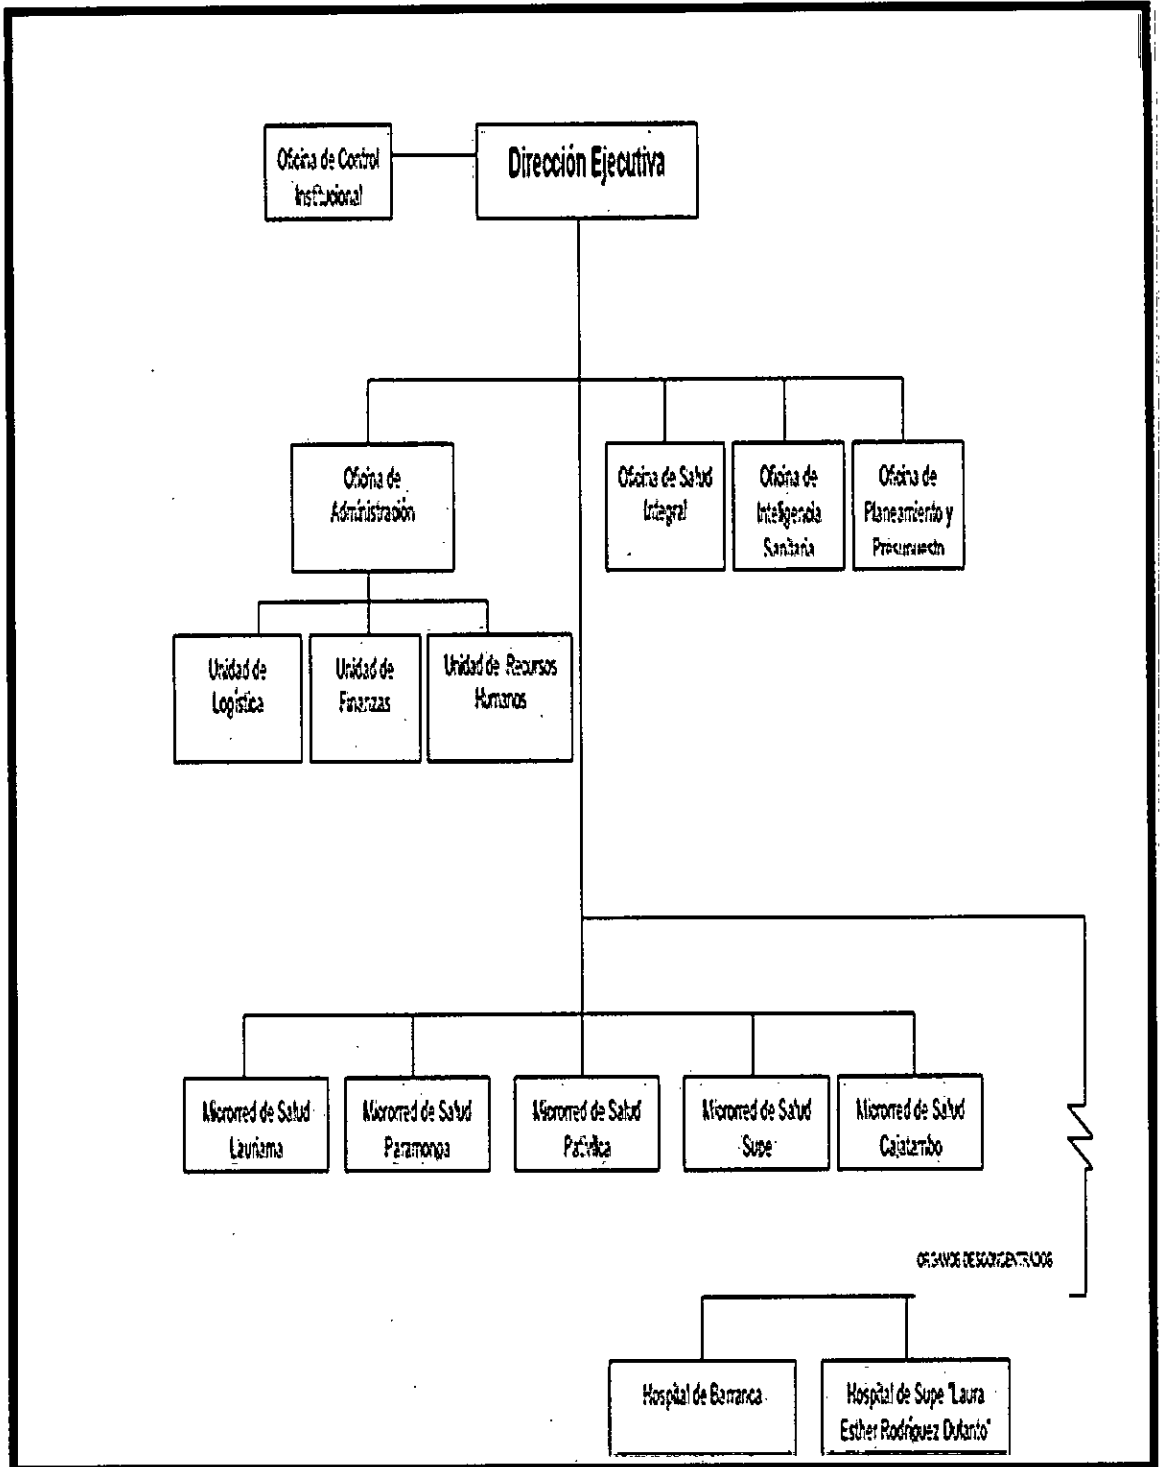 Oficina de Control
Institucional
Dirección Ejecutiva
Oficina de
Administración
Oficina de Salud
Integral
Oficina de
Inteligencia
Sanitaria
Oficina de
Planeamiento y
Presupuesto
Unidad de
Logística
Unidad de
Finanzas
Unidad de Recursos
Humanos
Microrred de Salud
Lauriama
Microrred de Salud
Paramonga
Microrred de Salud
Pativilca
Microrred de Salud
Supe
Microrred de Salud
Cajatambo
ORGANOS DESCONCENTRADOS
Hospital de Barranca
Hospital de Supe "Laura
Esther Rodríguez Dulanto"